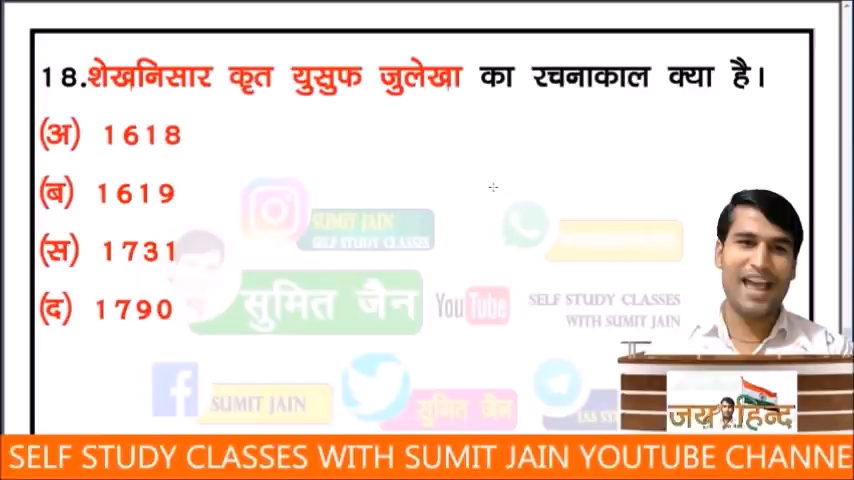 18.शेखनिसार कृत युसुफ जुलेखा का रचनाकाल क्या है।
(अ) 1618
(ब) 1619
(स) 1731
(द) 1790
SUMIT JAIN
SELF STUDY CLASSES
सुमित जैन
YouTube
SELF STUDY CLASSES
WITH SUMIT JAIN
SUMIT JAIN
सुमित जैन
जय हिन्द
SELF STUDY CLASSES WITH SUMIT JAIN YOUTUBE CHANNE